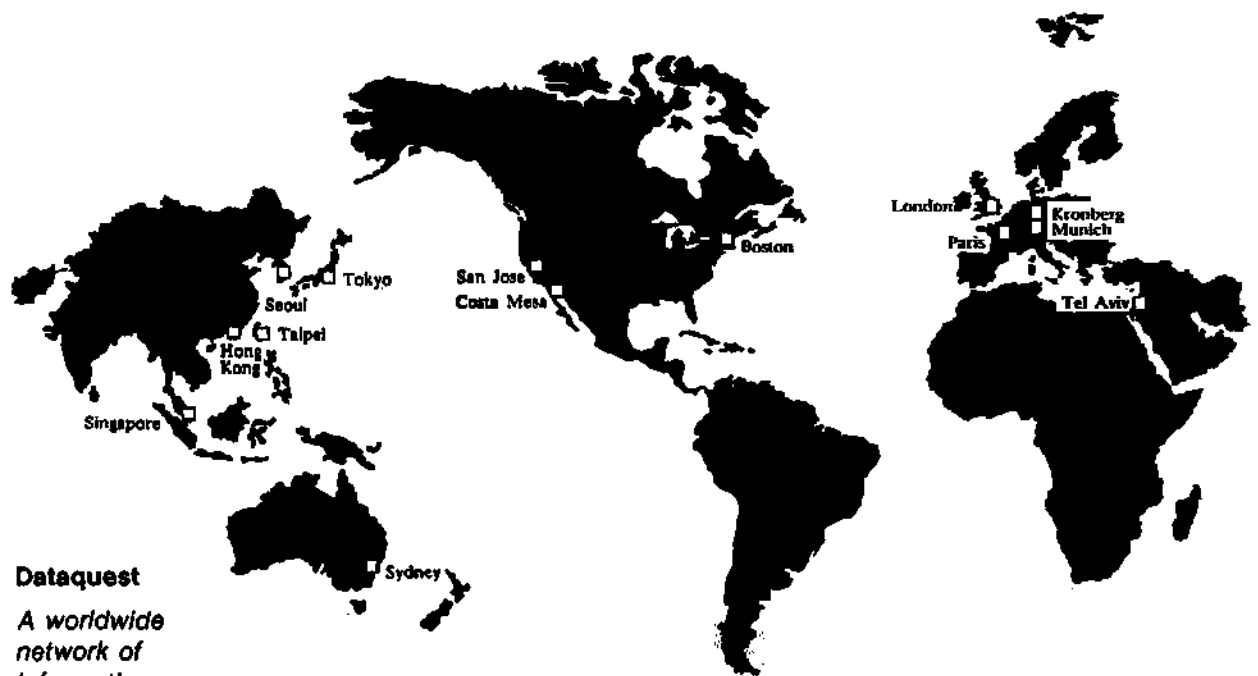 London
Kronberg
Munich
Paris
Boston
Tokyo
San Jose
Costa Mesa
Seoul
Tel Aviv
Taipei
Hong
Kong
Singapore
Sydney
Dataquest
A worldwide
network of